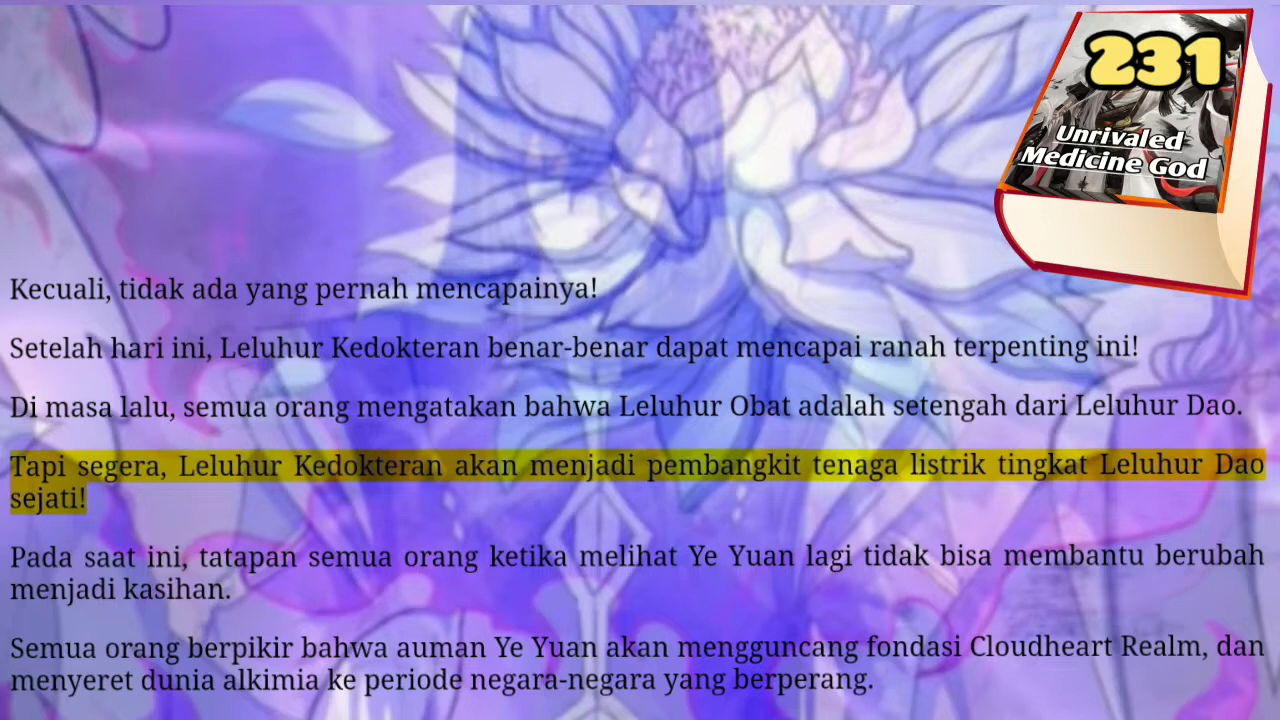 231
Unrivaled
Medicine God
Kecuali, tidak ada yang pernah mencapainya!
Setelah hari ini, Leluhur Kedokteran benar-benar dapat mencapai ranah terpenting ini!
Di masa lalu, semua orang mengatakan bahwa Leluhur Obat adalah setengah dari Leluhur Dao.
Tapi segera, Leluhur Kedokteran akan menjadi pembangkit tenaga listrik tingkat Leluhur Dao
sejati!
Pada saat ini, tatapan semua orang ketika melihat Ye Yuan lagi tidak bisa membantu berubah
menjadi kasihan.
Semua orang berpikir bahwa auman Ye Yuan akan mengguncang fondasi Cloudheart Realm, dan
menyeret dunia alkimia ke periode negara-negara yang berperang.